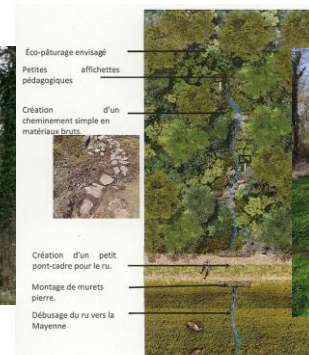 Éco-pâturage envisagé
Petites affichettes
pédagogiques
Création d'un
cheminement simple en
matériaux bruts.
Création d'un petit
pont-cadre pour le ru.
Montage de murets
pierre.
Débusage du ru vers la
Mayenne